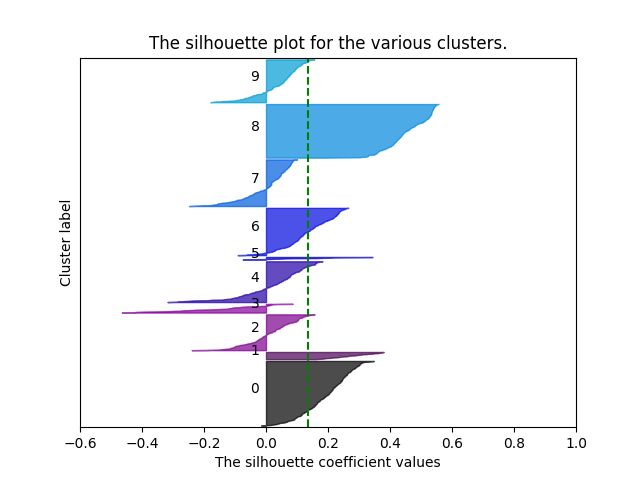 The silhouette plot for the various clusters.
Cluster label
9
8
7
6
5
4
3
2
1
0
−0.6 −0.4 −0.2 0.0 0.2 0.4 0.6 0.8 1.0
The silhouette coefficient values